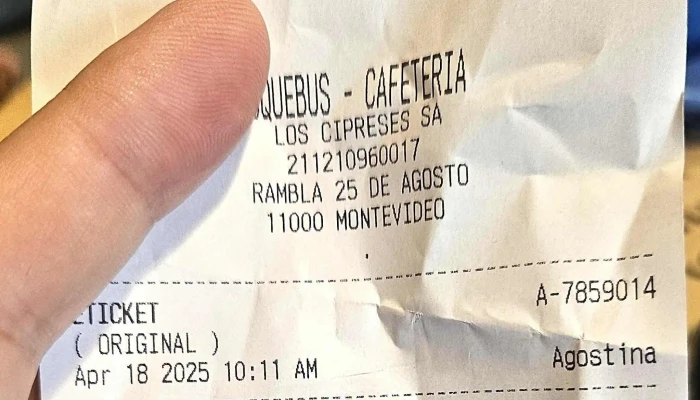 QUEBUS - CAFETERIA
LOS CIPRESES SA
211210960017
RAMBLA 25 DE AGOSTO
11000 MONTEVIDEO
A-7859014
ETICKET
( ORIGINAL )
Agostina
Apr 18 2025 10:11 AM